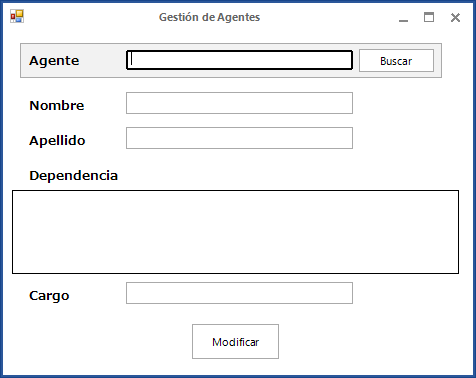 Gestión de Agentes
Agente
Buscar
Nombre
Apellido
Dependencia
Cargo
Modificar